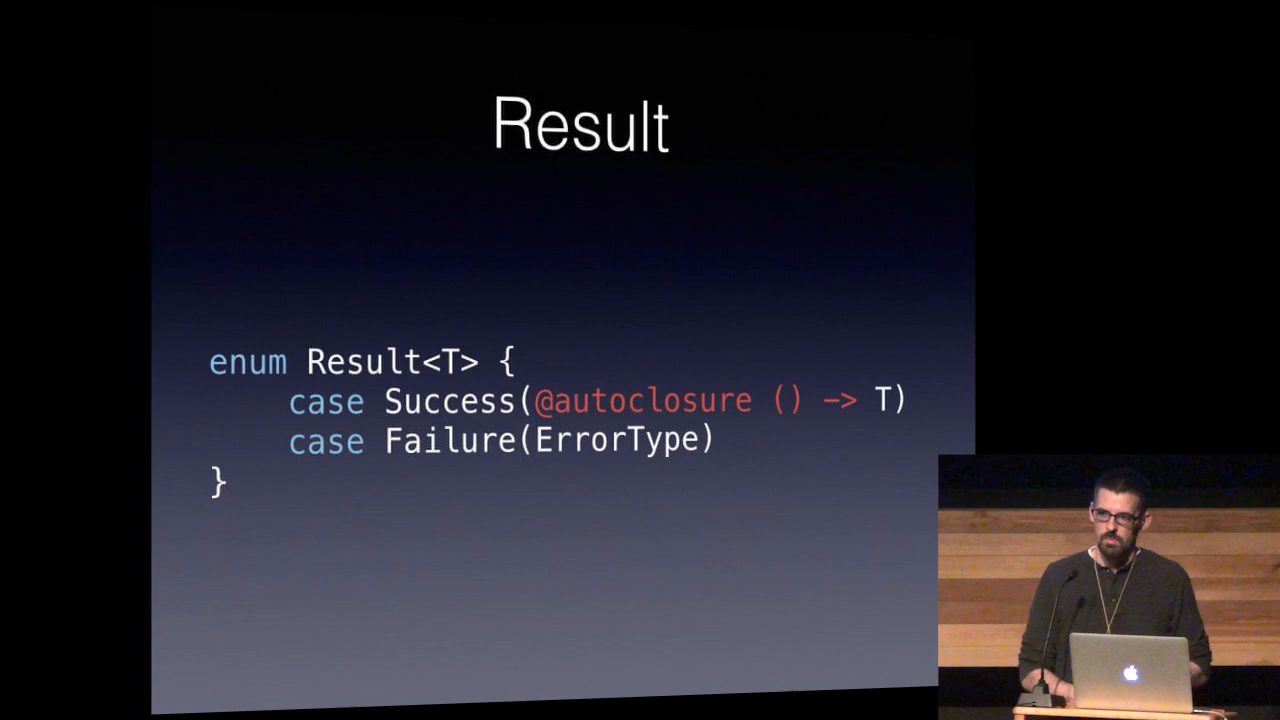 Result
enum Result<T> {
case Success(@autoclosure () -> T)
case Failure(ErrorType)
}